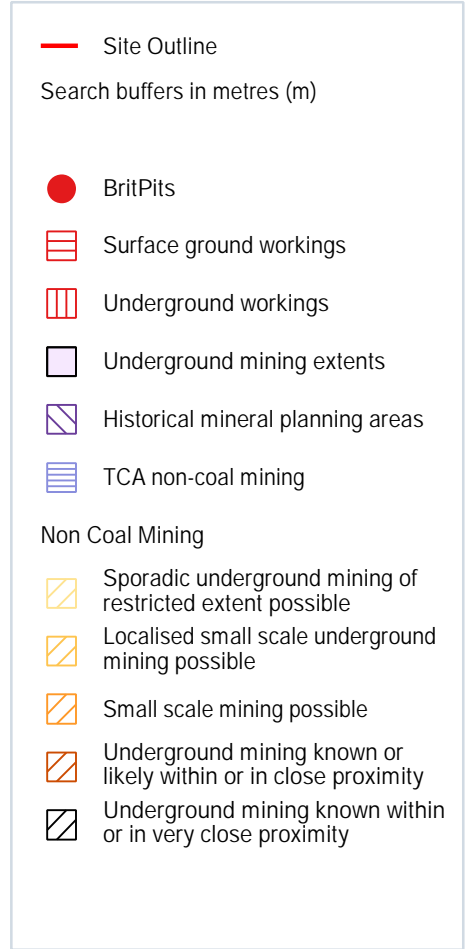 Site Outline
Search buffers in metres (m)
BritPits
Surface ground workings
Underground workings
Underground mining extents
Historical mineral planning areas
TCA non-coal mining
Non Coal Mining
Sporadic underground mining of
restricted extent possible
Localised small scale underground
mining possible
Small scale mining possible
Underground mining known or
likely within or in close proximity
Underground mining known within
or in very close proximity